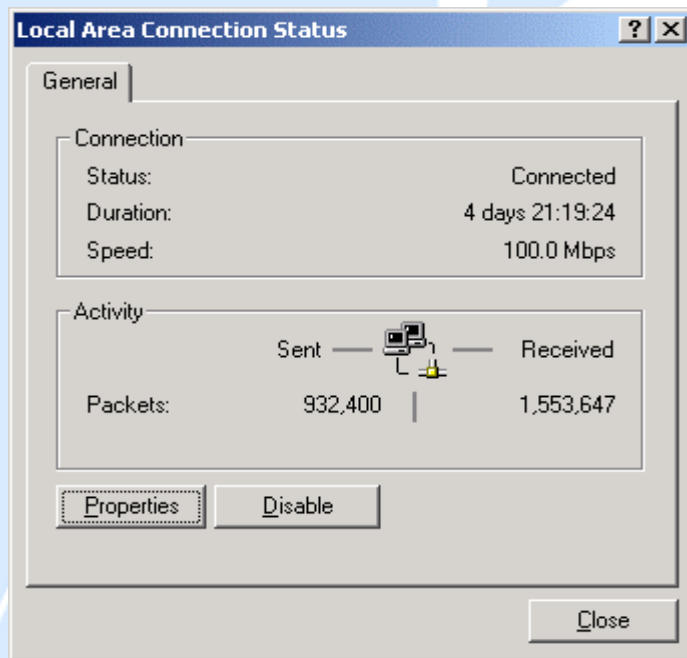 Local Area Connection Status
General
Connection
Status: Connected
Duration: 4 days 21:19:24
Speed: 100.0 Mbps
Activity
Sent Received
Packets: 932,400 1,553,647
Properties Disable
Close